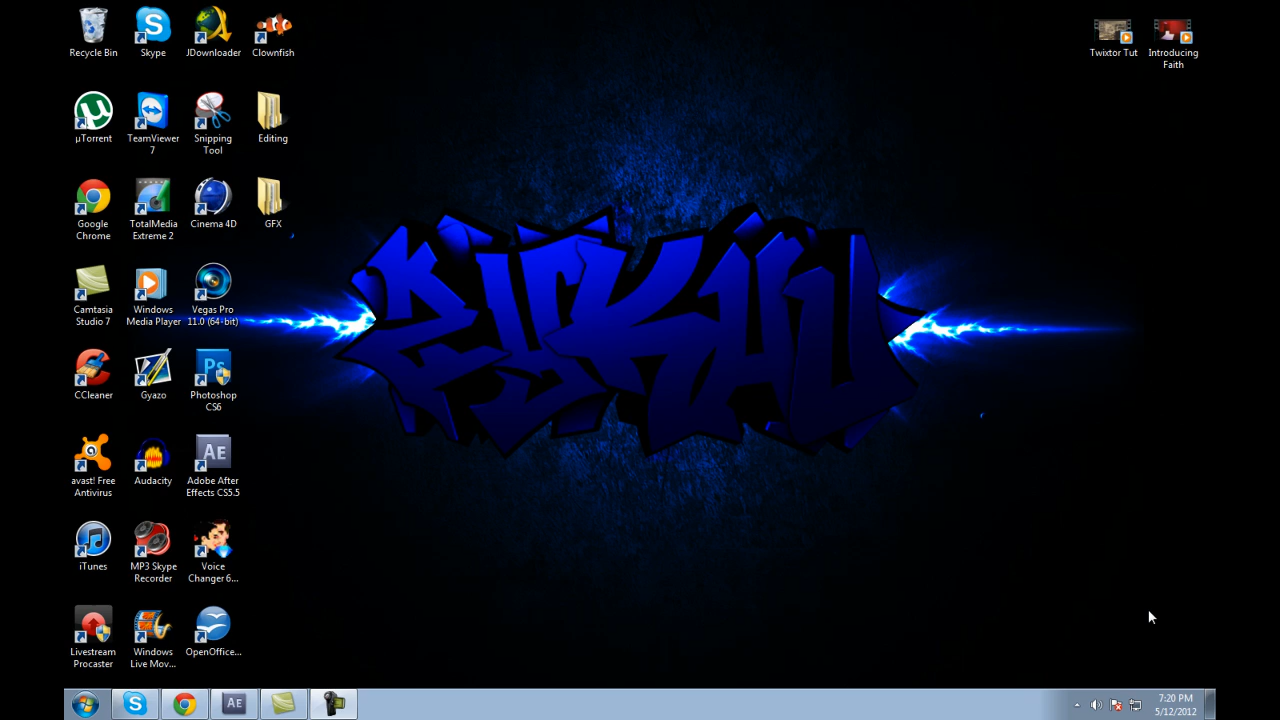 Recycle Bin
Skype
JDownloader
Clownfish
Twixtor Tut
Introducing
Faith
µTorrent
TeamViewer
7
Snipping
Tool
Editing
Google
Chrome
TotalMedia
Extreme 2
Cinema 4D
GFX
Camtasia
Studio 7
Windows
Media Player
Vegas Pro
11.0 (64-bit)
CCleaner
Gyazo
Ps
Photoshop
CS6
avast! Free
Antivirus
Audacity
AE
Adobe After
Effects CS5.5
iTunes
MP3 Skype
Recorder
Voice
Changer 6...
Livestream
Procaster
Windows
Live Mov...
OpenOffice...
AE
7:20 PM
5/12/2012